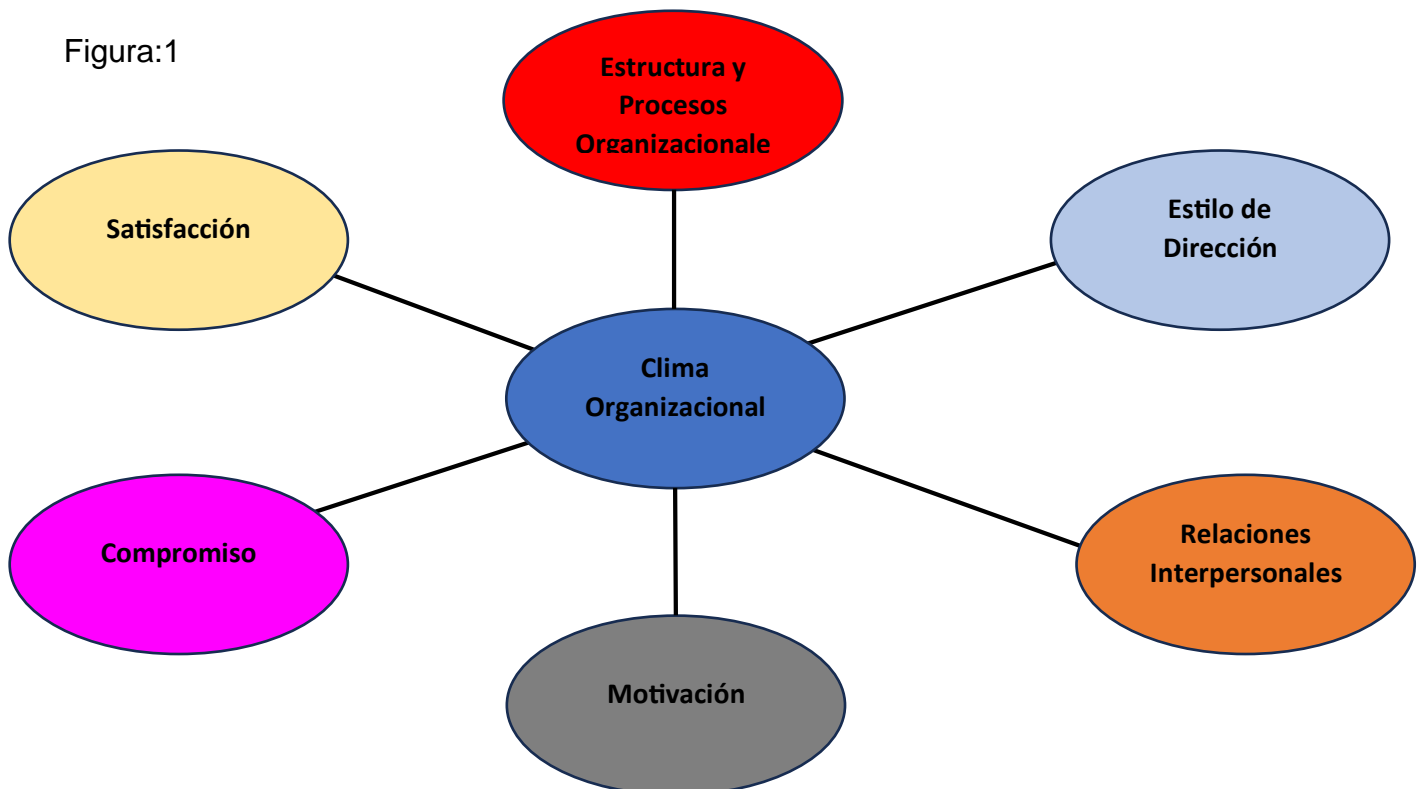 Figura:1
Estructura y
Procesos
Organizacionale
Satisfacción
Estilo de
Dirección
Clima
Organizacional
Compromiso
Relaciones
Interpersonales
Motivación